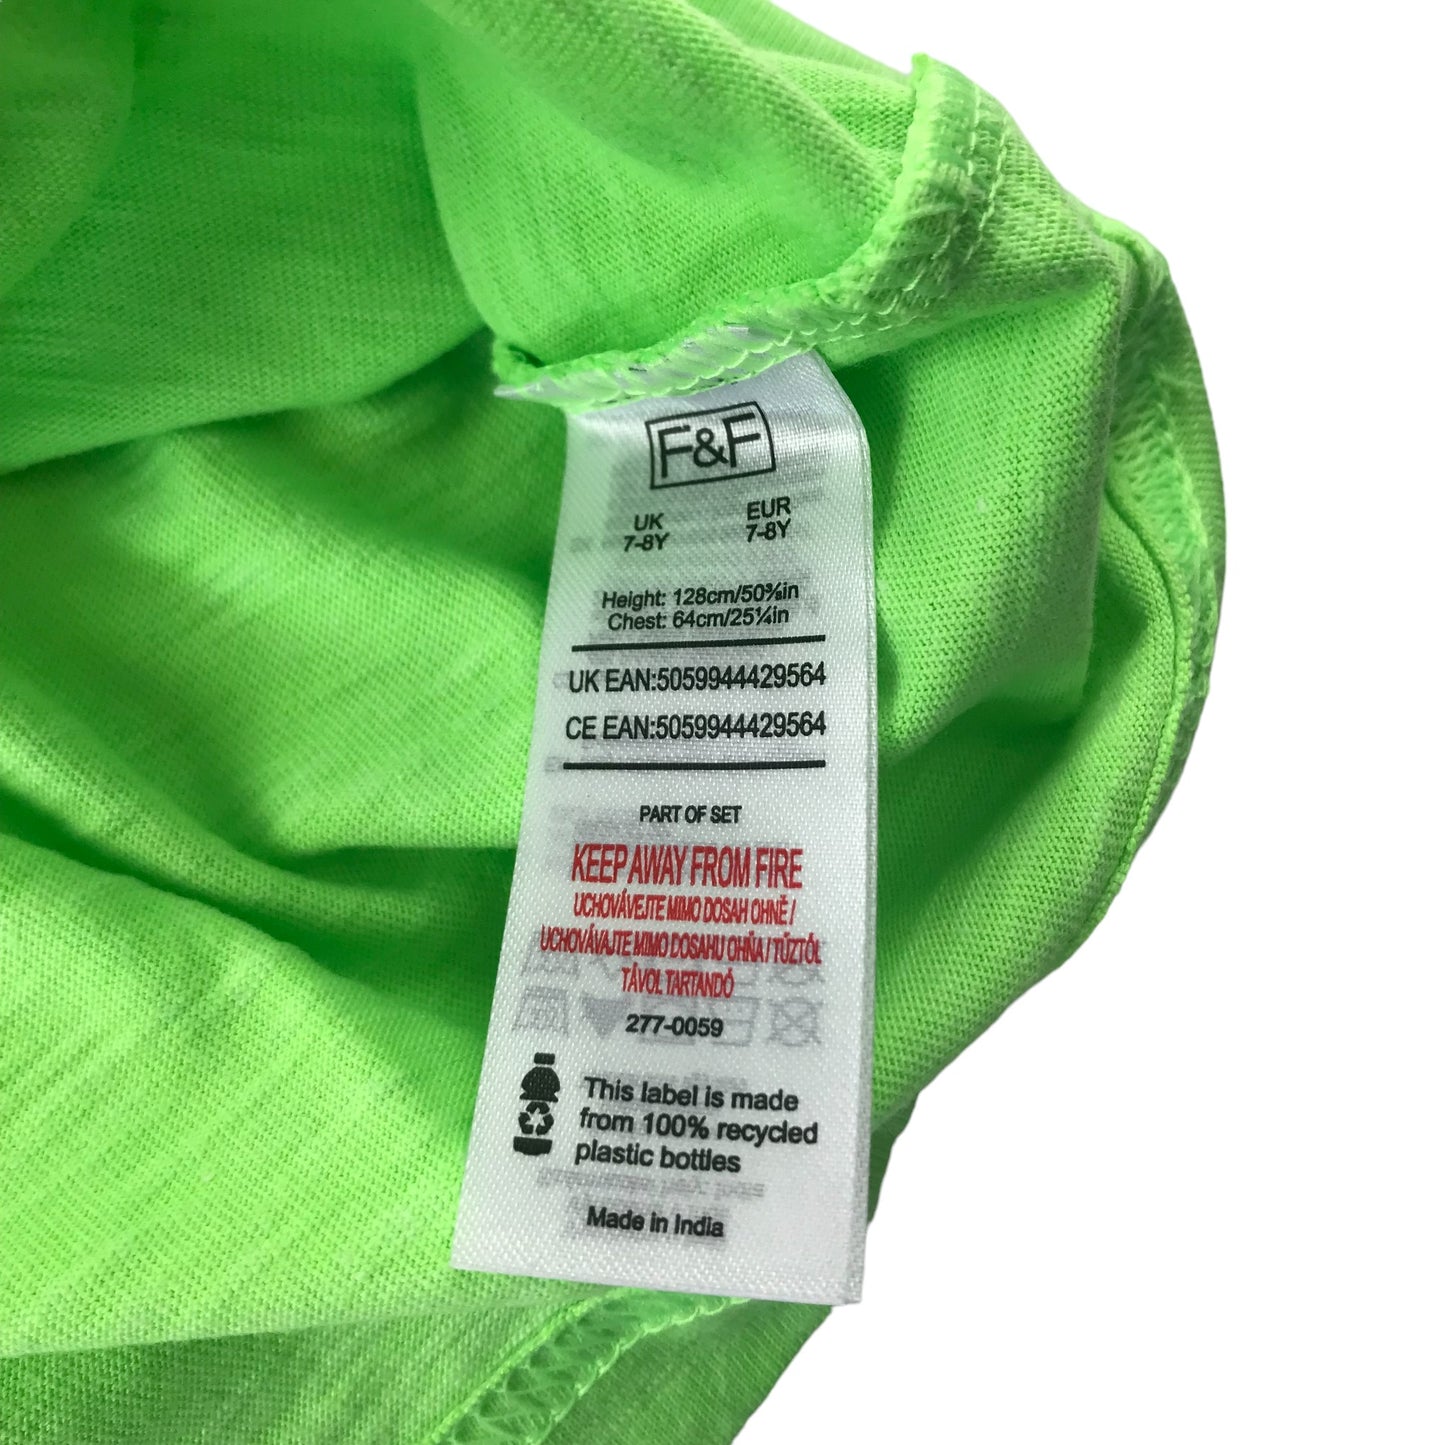 F&F
UK EUR
7-8Y 7-8Y
Height: 128cm/50⅜in
Chest: 64cm/25¼in
UK EAN:5059944429564
CE EAN:5059944429564
PART OF SET
KEEP AWAY FROM FIRE
UCHOVÁVEJTE MIMO DOSAH OHNĚ /
UCHOVÁVAJTE MIMO DOSAHU OHŇA / TŰZTŐL
TÁVOL TARTANDÓ
277-0059
This label is made
from 100% recycled
plastic bottles
Made in India